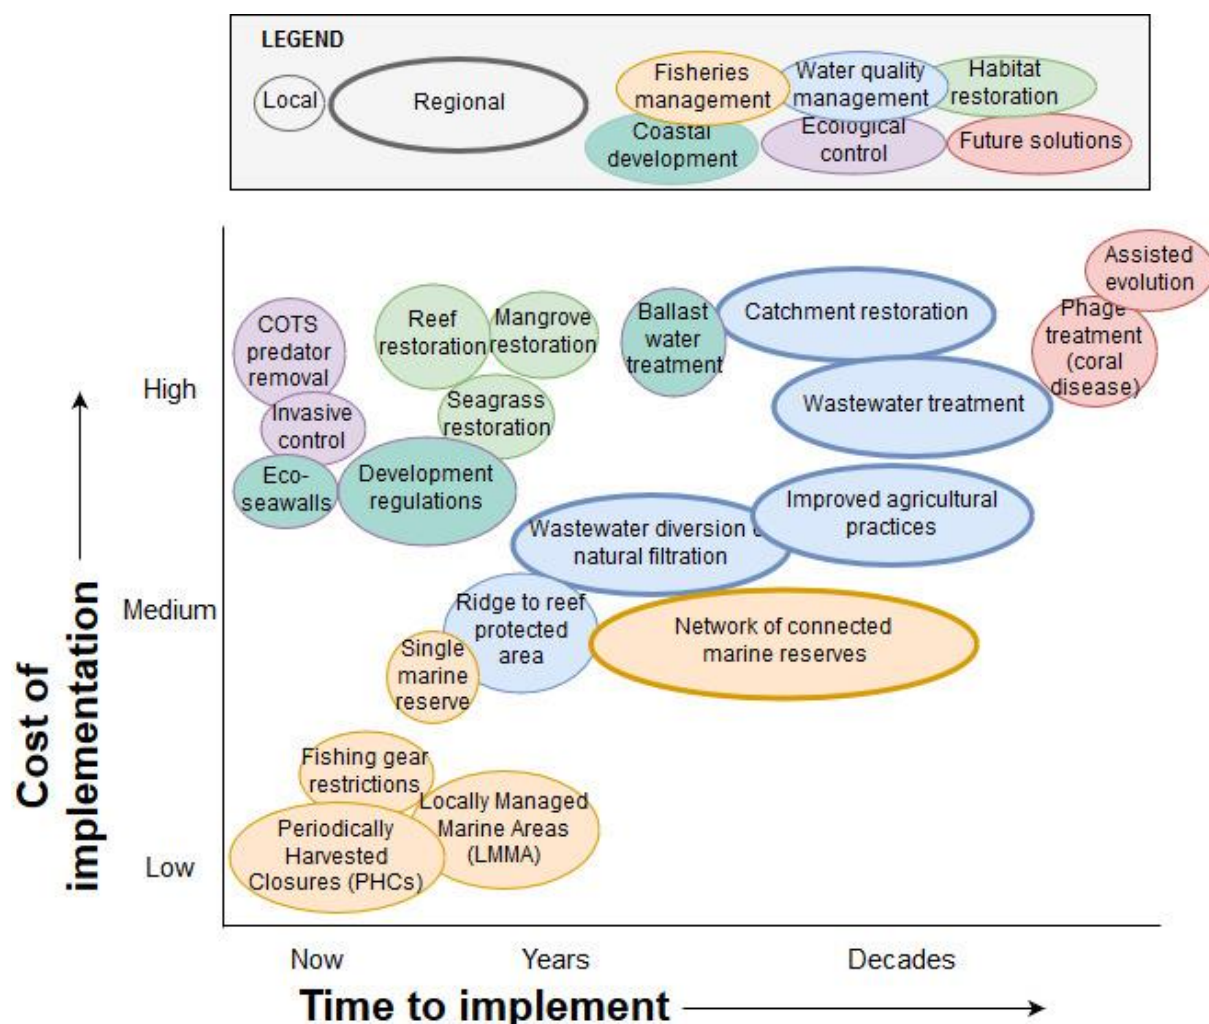 LEGEND
Local
Regional
Fisheries
management
Water quality
management
Habitat
restoration
Coastal
development
Ecological
control
Future solutions
Assisted
evolution
COTS
predator
removal
Reef
restoration
Mangrove
restoration
Ballast
water
treatment
Catchment restoration
Phage
treatment
(coral
disease)
High
Invasive
control
Seagrass
restoration
Wastewater treatment
Eco-
seawalls
Development
regulations
Improved agricultural
practices
Wastewater diversion
natural filtration
Medium
Ridge to reef
protected
area
Network of connected
marine reserves
Single
marine
reserve
Fishing gear
restrictions
Locally Managed
Marine Areas
(LMMA)
Periodically
Harvested
Closures (PHCs)
Low
Cost of
implementation
Now
Years
Decades
Time to implement